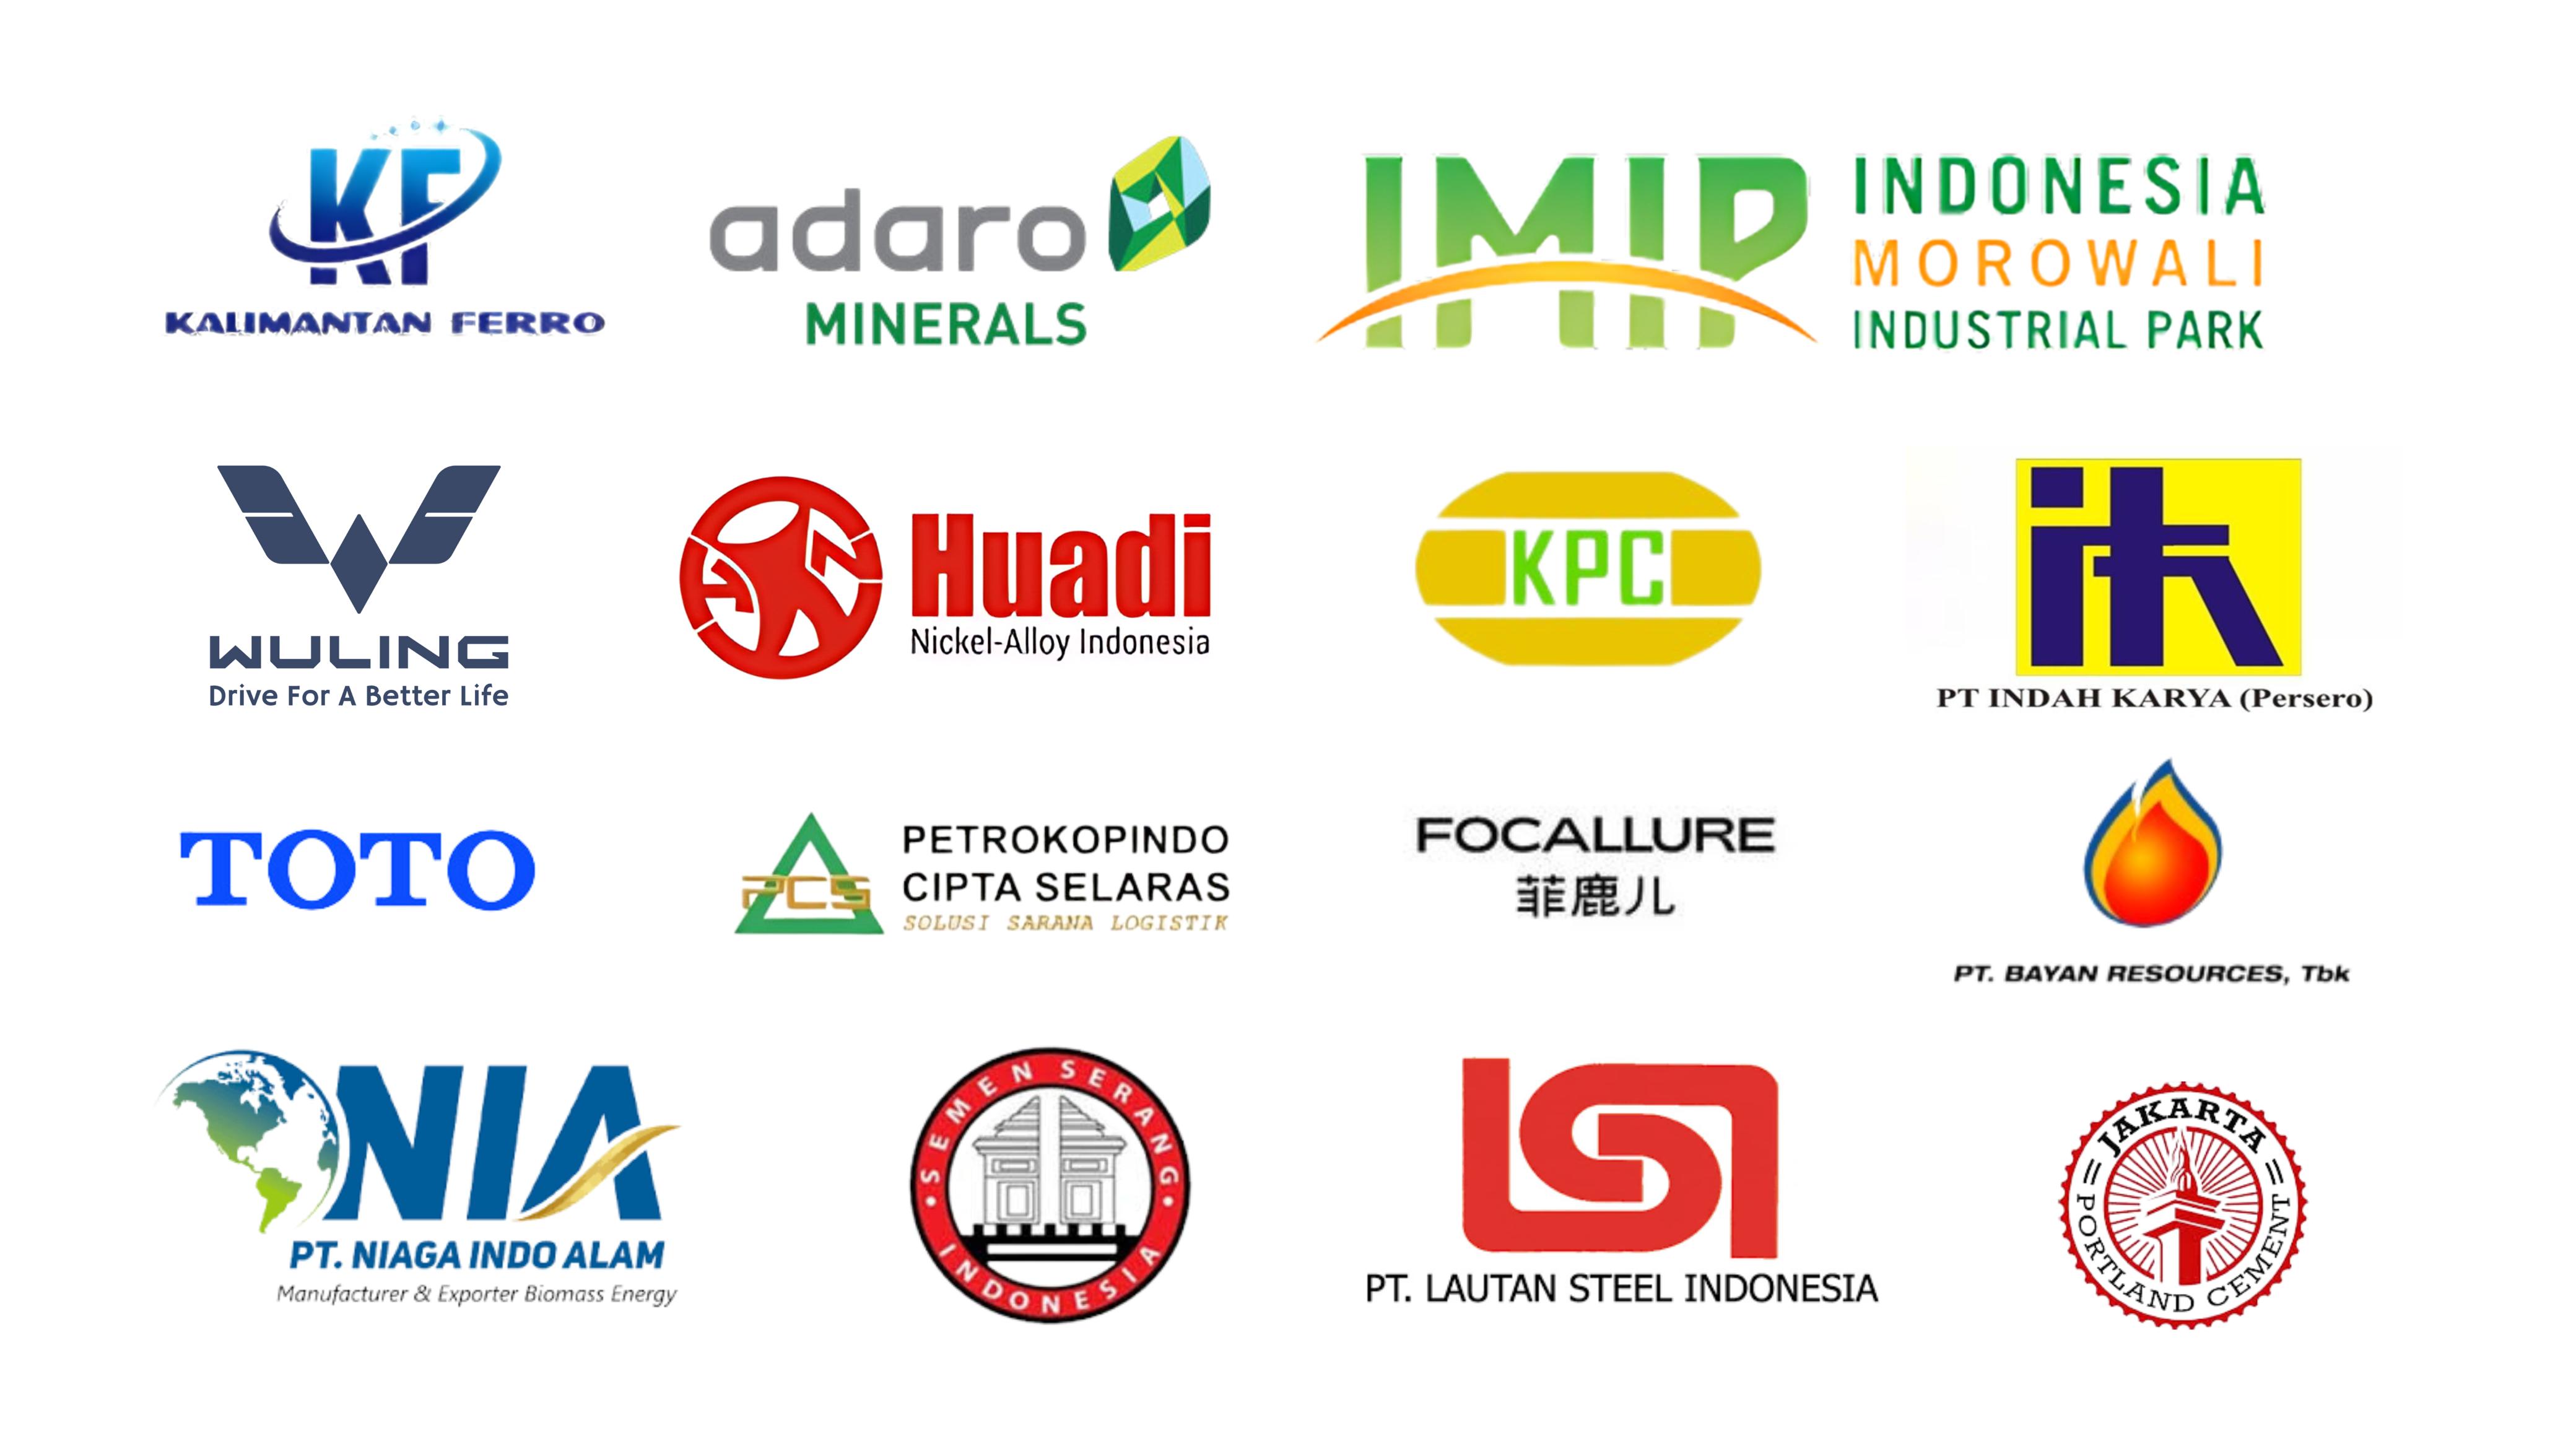 KF
KALIMANTAN FERRO
adaro
MINERALS
IMIP
INDONESIA
MOROWALI
INDUSTRIAL PARK
WULING
Drive For A Better Life
Huadi
Nickel-Alloy Indonesia
KPC
PT INDAH KARYA (Persero)
TOTO
PCS
PETROKOPINDO
CIPTA SELARAS
SOLUSI SARANA LOGISTIK
FOCALLURE
菲鹿儿
PT. BAYAN RESOURCES, Tbk
NIA
PT. NIAGA INDO ALAM
Manufacturer & Exporter Biomass Energy
SEMEN SERANG
INDONESIA
LSI
PT. LAUTAN STEEL INDONESIA
JAKARTA
PORTLAND CEMENT